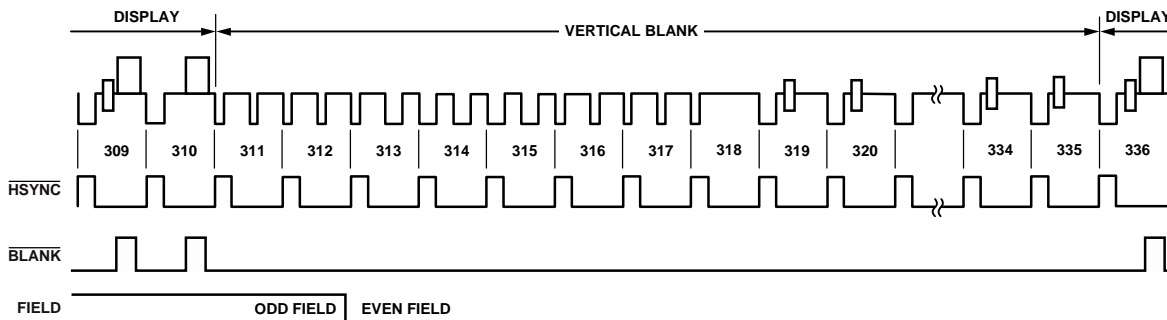 DISPLAY VERTICAL BLANK DISPLAY
309 310 311 312 313 314 315 316 317 318 319 320 334 335 336
HSYNC
BLANK
FIELD ODD FIELD EVEN FIELD